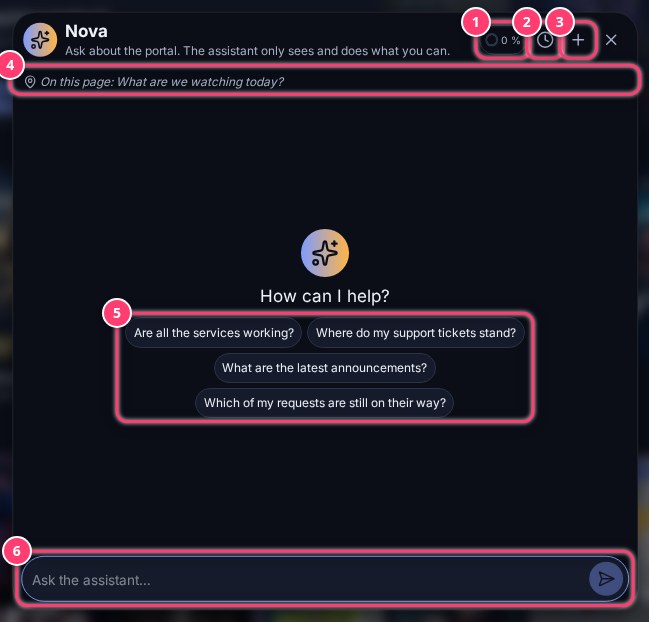 1 2 3
Nova
Ask about the portal. The assistant only sees and does what you can.
0 %
4
On this page: What are we watching today?
How can I help?
5
Are all the services working? Where do my support tickets stand?
What are the latest announcements?
Which of my requests are still on their way?
6
Ask the assistant...